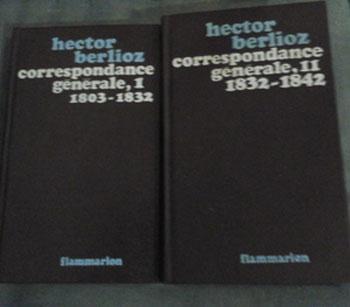 hector
berlioz
correspondance
générale, I
1803-1832
flammarion
hector
berlioz
correspondance
générale, II
1832-1842
flammarion